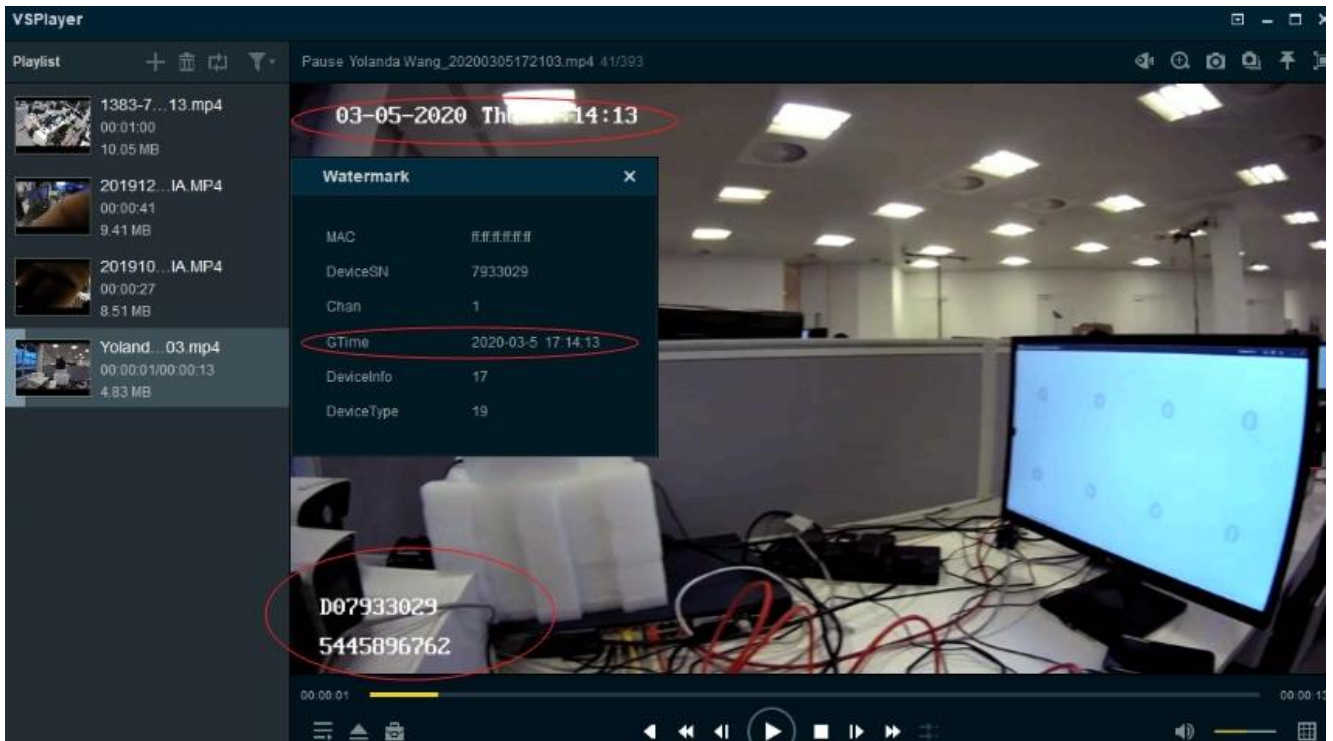 VSPlayer
Playlist
Pause Yolanda Wang_20200305172103.mp4 41/393
1383-7...13.mp4
00:01:00
10.05 MB
201912...IA.MP4
00:00:41
9.41 MB
201910...IA.MP4
00:00:27
8.51 MB
Yoland...03.mp4
00:00:01/00:00:13
4.83 MB
03-05-2020 14:13
Watermark
MAC ff.ff.ff.ff.ff.ff
DeviceSN 7933029
Chan 1
GTime 2020-03-5 17:14:13
DeviceInfo 17
DeviceType 19
D07933029
5445896762
00:00:01
00:00:13